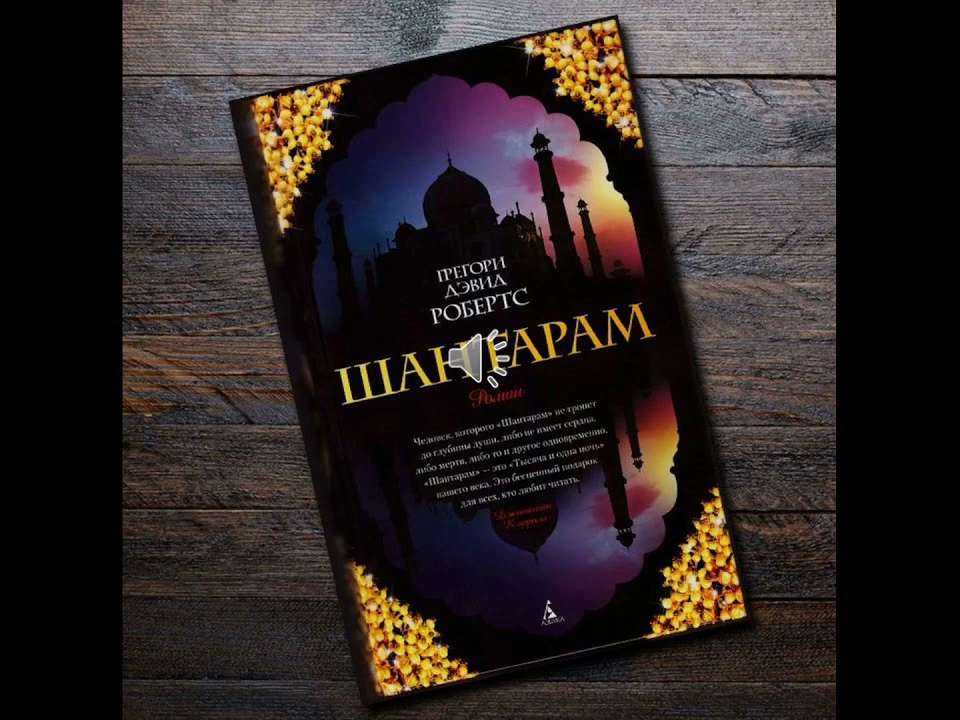 ГРЕГОРИ
ДЭВИД
РОБЕРТС
ШАНТАРАМ
Роман
Человек, которого «Шантарам» не тронет
до глубины души, либо не имеет сердца,
либо мертв, либо то и другое одновременно.
«Шантарам» — это «Тысяча и одна ночь»
нашего века. Это бесценный подарок
для всех, кто любит читать.
Джонатан
Кэрролл
АЗБУКА